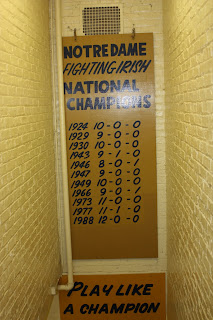 NOTRE DAME
FIGHTING IRISH
NATIONAL
CHAMPIONS
1924 10-0-0
1929 9-0-0
1930 10-0-0
1943 9-1-0
1946 8-0-1
1947 9-0-0
1949 10-0-0
1966 9-0-1
1973 11-0-0
1977 11-1-0
1988 12-0-0
PLAY LIKE
A CHAMPION